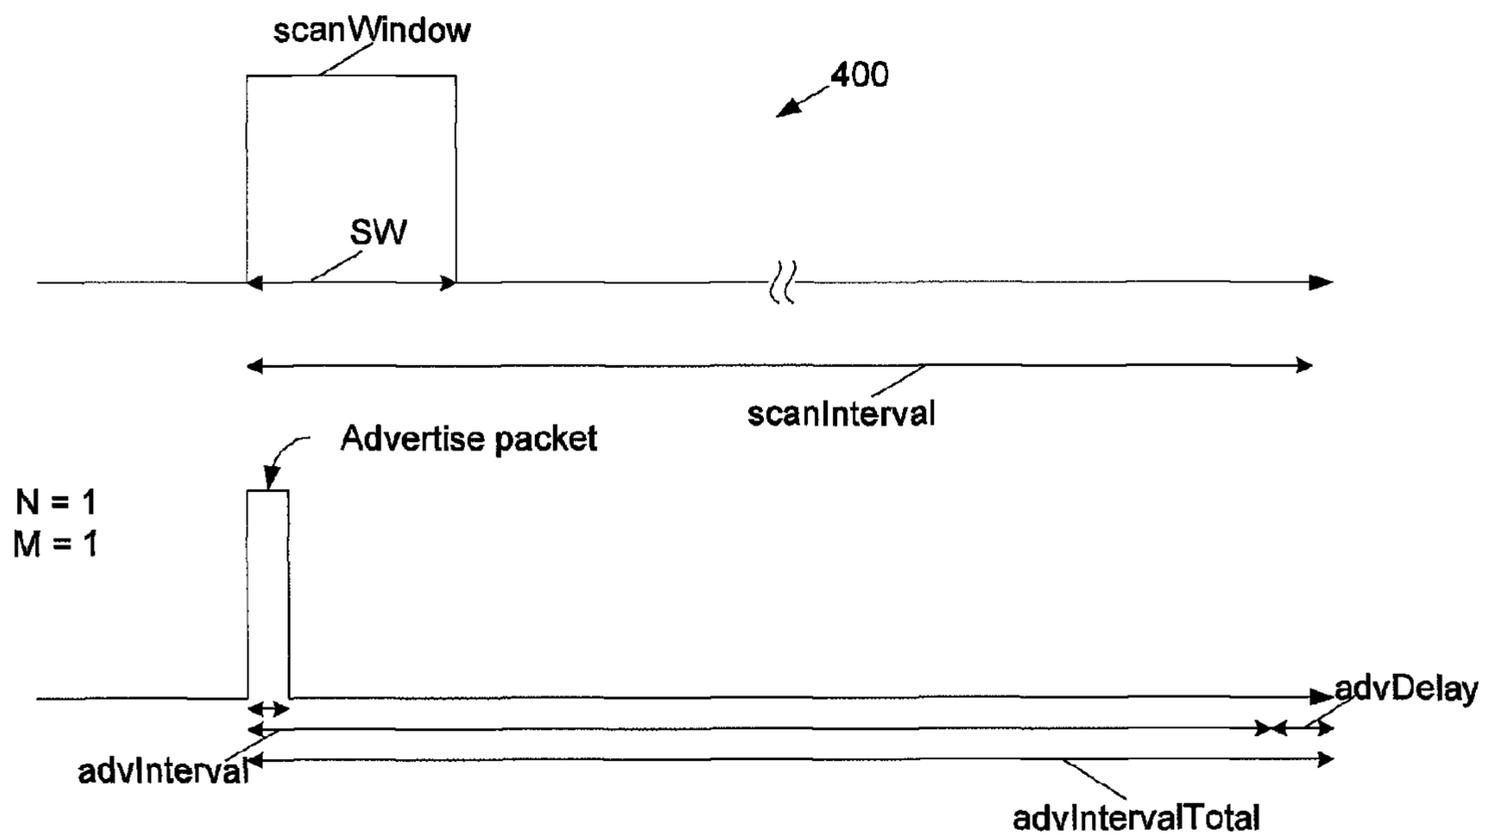 scanWindow
400
SW
scanInterval
Advertise packet
N = 1
M = 1
advDelay
advInterval
advIntervalTotal